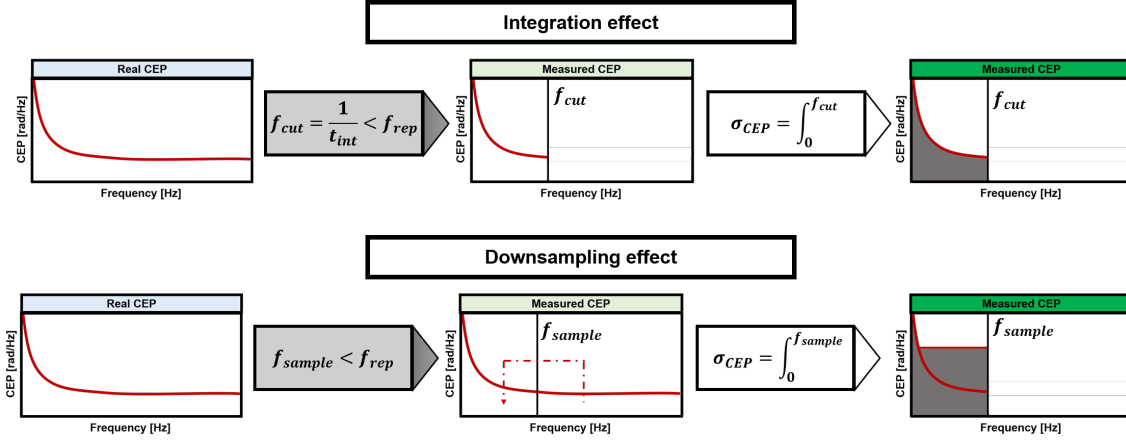 Integration effect
Real CEP
CEP [rad/Hz]
Frequency [Hz]
f_cut = 1/t_int < f_rep
Measured CEP
CEP [rad/Hz]
f_cut
Frequency [Hz]
σ_CEP = ∫_0^f_cut
Measured CEP
CEP [rad/Hz]
f_cut
Frequency [Hz]
Downsampling effect
Real CEP
CEP [rad/Hz]
Frequency [Hz]
f_sample < f_rep
Measured CEP
CEP [rad/Hz]
f_sample
Frequency [Hz]
σ_CEP = ∫_0^f_sample
Measured CEP
CEP [rad/Hz]
f_sample
Frequency [Hz]